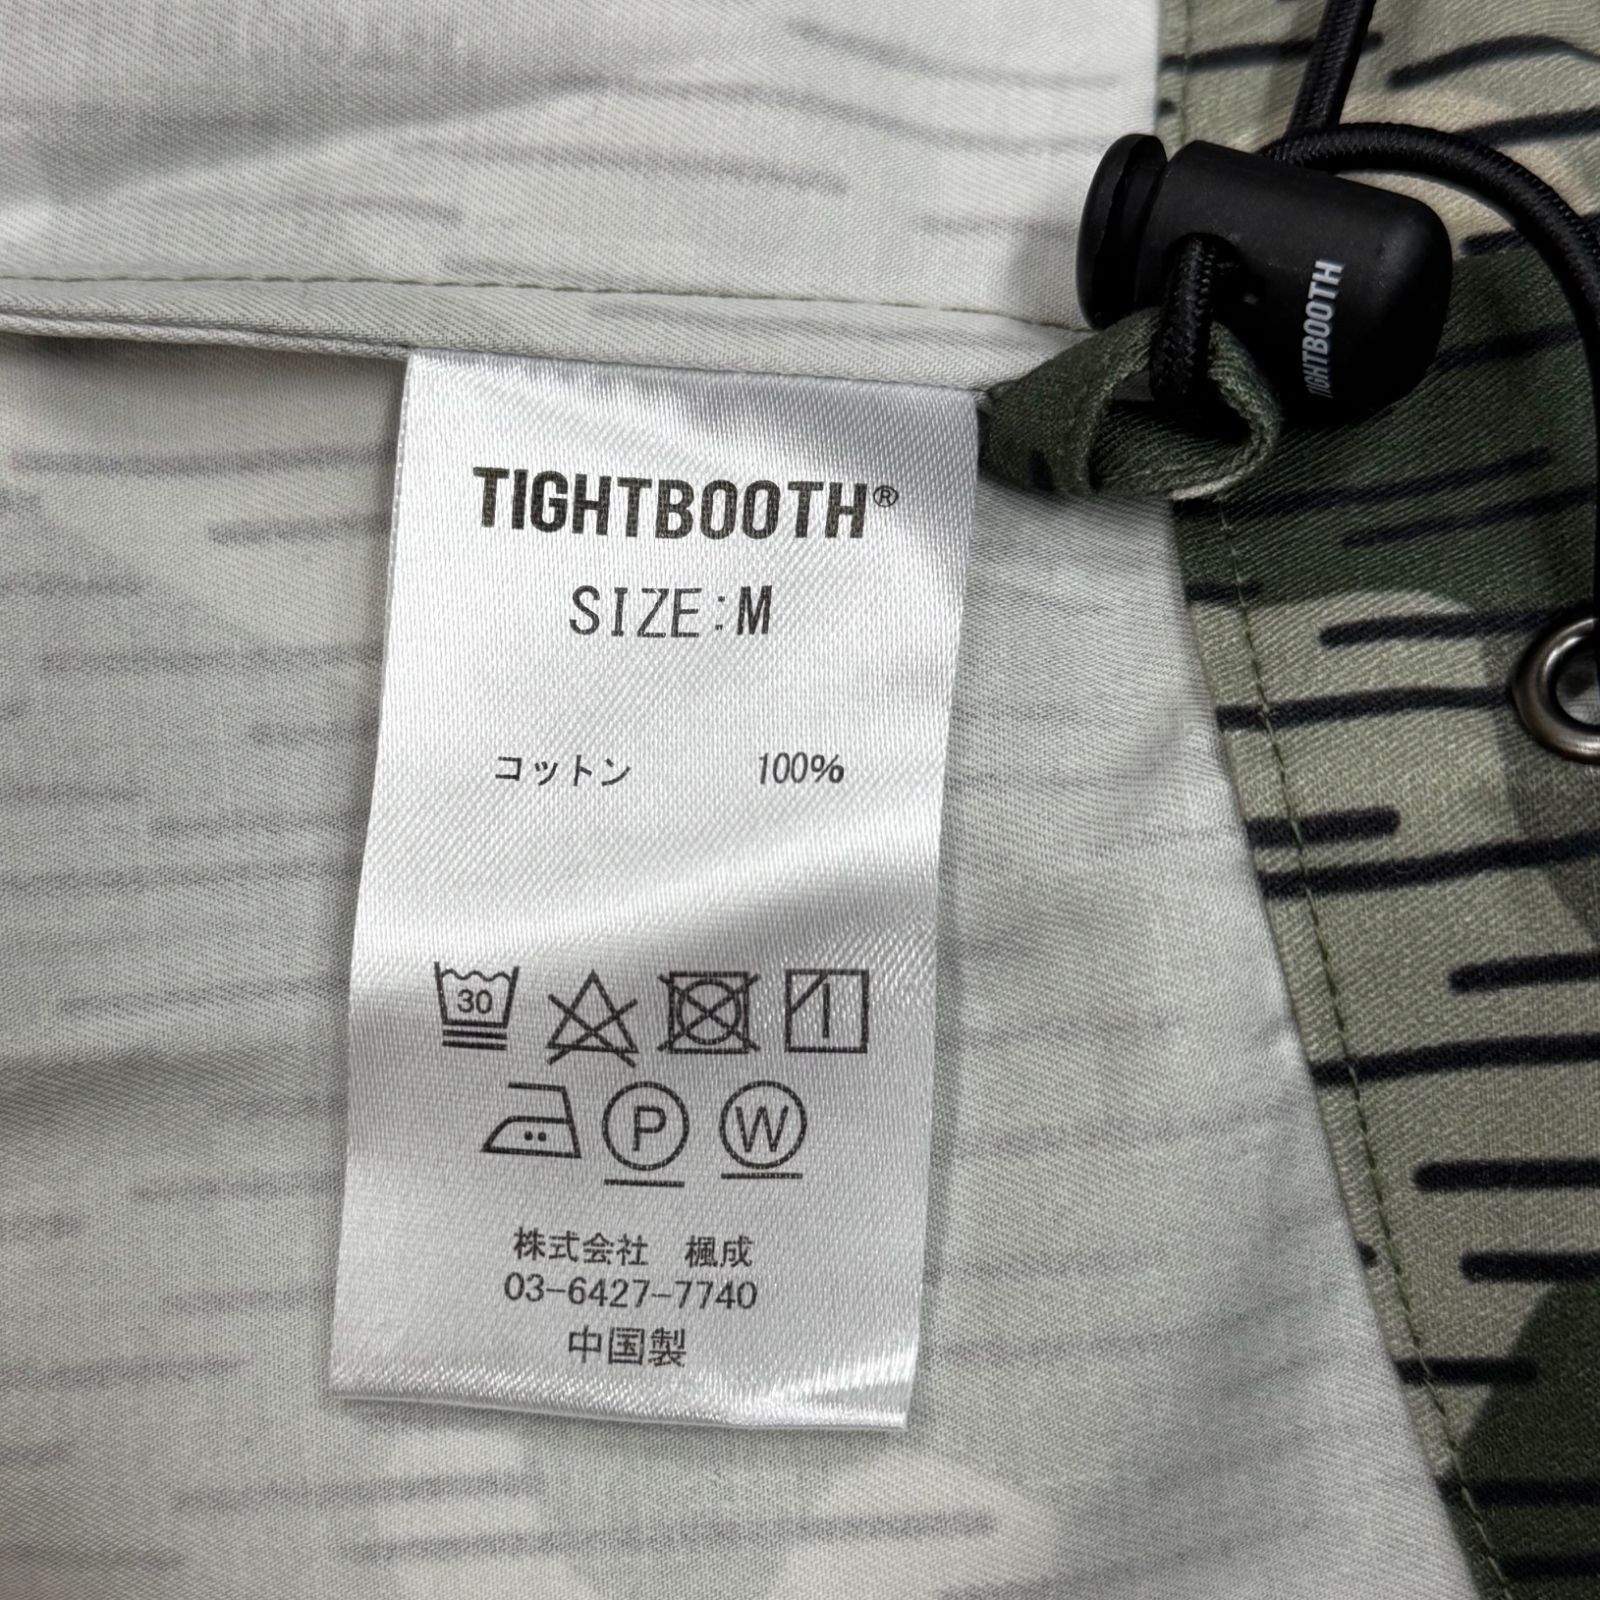 TIGHTBOOTH
TIGHTBOOTH®
SIZE:M
コットン 100%
30
P W
株式会社 楓成
03-6427-7740
中国製